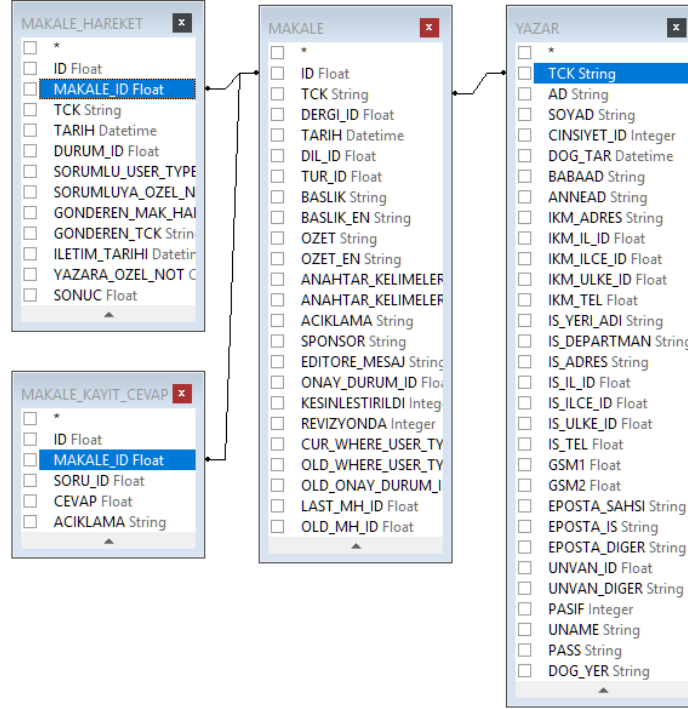 MAKALE_HAREKET x
*
ID Float
MAKALE_ID Float
TCK String
TARIH Datetime
DURUM_ID Float
SORUMLU_USER_TYPE
SORUMLUYA_OZEL_N
GONDEREN_MAK_HAI
GONDEREN_TCK Strin
ILETIM_TARIHI Datetin
YAZARA_OZEL_NOT C
SONUC Float
MAKALE_KAYIT_CEVAP x
*
ID Float
MAKALE_ID Float
SORU_ID Float
CEVAP Float
ACIKLAMA String
MAKALE x
*
ID Float
TCK String
DERGI_ID Float
TARIH Datetime
DIL_ID Float
TUR_ID Float
BASLIK String
BASLIK_EN String
OZET String
OZET_EN String
ANAHTAR_KELIMELER
ANAHTAR_KELIMELER
ACIKLAMA String
SPONSOR String
EDITORE_MESAJ String
ONAY_DURUM_ID Floa
KESINLESTIRILDI Integ
REVIZYONDA Integer
CUR_WHERE_USER_TY
OLD_WHERE_USER_TY
OLD_ONAY_DURUM_I
LAST_MH_ID Float
OLD_MH_ID Float
YAZAR x
*
TCK String
AD String
SOYAD String
CINSIYET_ID Integer
DOG_TAR Datetime
BABAAD String
ANNEAD String
IKM_ADRES String
IKM_IL_ID Float
IKM_ILCE_ID Float
IKM_ULKE_ID Float
IKM_TEL Float
IS_YERI_ADI String
IS_DEPARTMAN String
IS_ADRES String
IS_IL_ID Float
IS_ILCE_ID Float
IS_ULKE_ID Float
IS_TEL Float
GSM1 Float
GSM2 Float
EPOSTA_SAHSI String
EPOSTA_IS String
EPOSTA_DIGER String
UNVAN_ID Float
UNVAN_DIGER String
PASIF Integer
UNAME String
PASS String
DOG_YER String